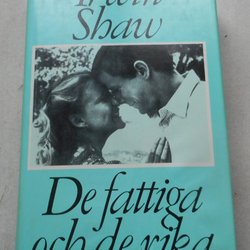 Irwin
Shaw
De fattiga
och de rika